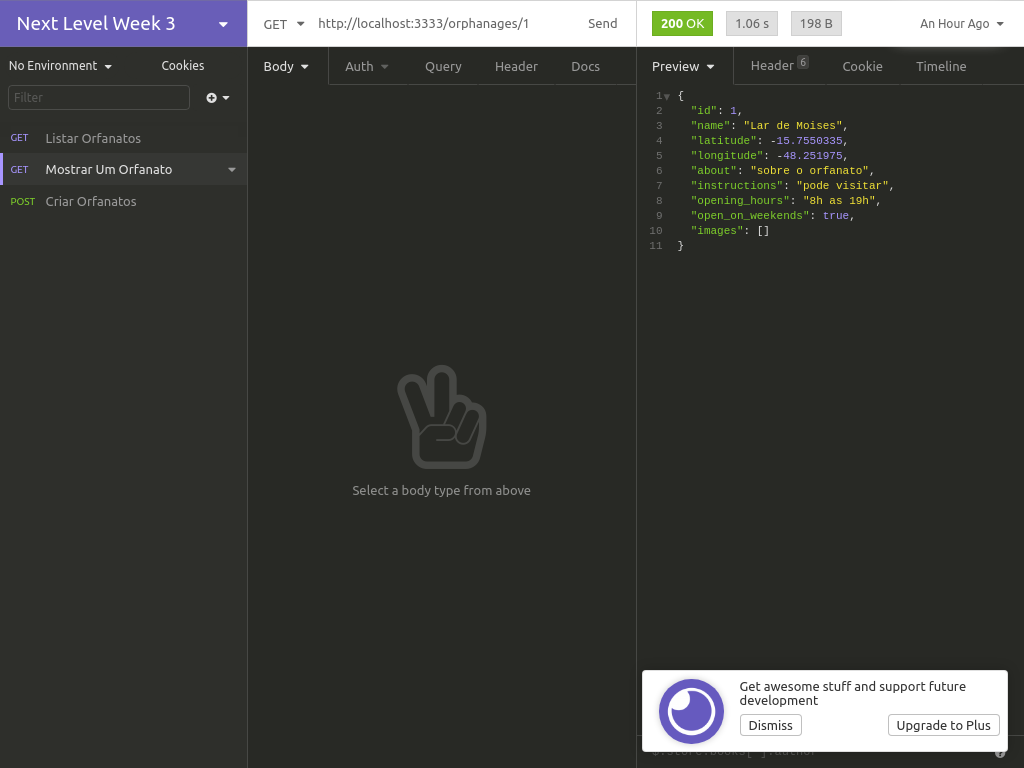 Next Level Week 3
GET http://localhost:3333/orphanages/1 Send
200 OK 1.06 s 198 B An Hour Ago
No Environment Cookies
Filter
GET Listar Orfanatos
GET Mostrar Um Orfanato
POST Criar Orfanatos
Body Auth Query Header Docs
Select a body type from above
Preview Header 6 Cookie Timeline
1 {
2 "id": 1,
3 "name": "Lar de Moises",
4 "latitude": -15.7550335,
5 "longitude": -48.251975,
6 "about": "sobre o orfanato",
7 "instructions": "pode visitar",
8 "opening_hours": "8h as 19h",
9 "open_on_weekends": true,
10 "images": []
11 }
Get awesome stuff and support future
development
Dismiss Upgrade to Plus